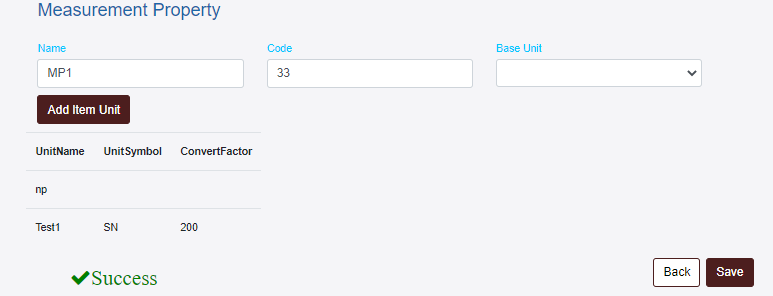 Measurement Property
Name Code Base Unit
MP1 33
Add Item Unit
UnitName UnitSymbol ConvertFactor
np
Test1 SN 200
Success Back Save